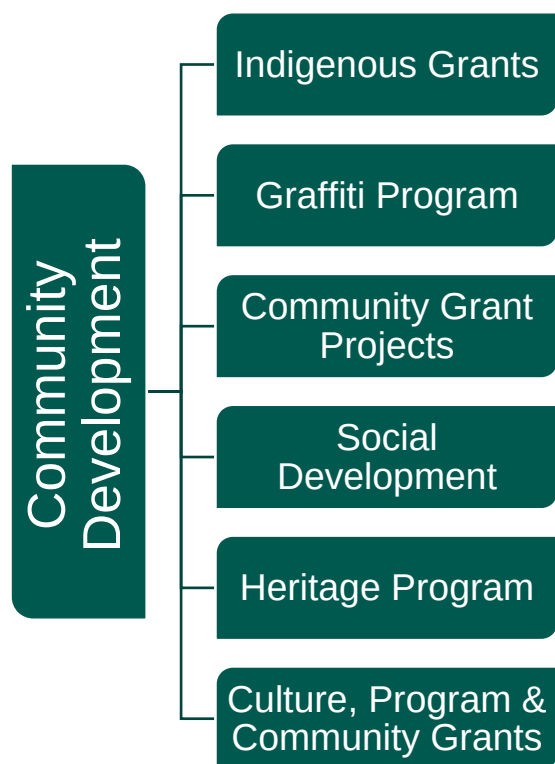 Community
Development
Indigenous Grants
Graffiti Program
Community Grant
Projects
Social
Development
Heritage Program
Culture, Program &
Community Grants